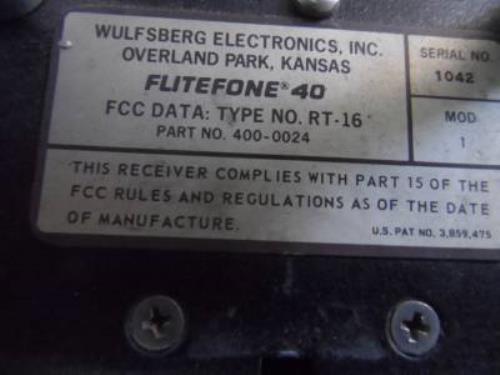 WULFSBERG ELECTRONICS, INC.
OVERLAND PARK, KANSAS
FLITEFONE® 40
FCC DATA: TYPE NO. RT-16
PART NO. 400-0024
SERIAL NO.
1042
MOD
1
THIS RECEIVER COMPLIES WITH PART 15 OF THE
FCC RULES AND REGULATIONS AS OF THE DATE
OF MANUFACTURE.
U.S. PAT NO. 3,859,475